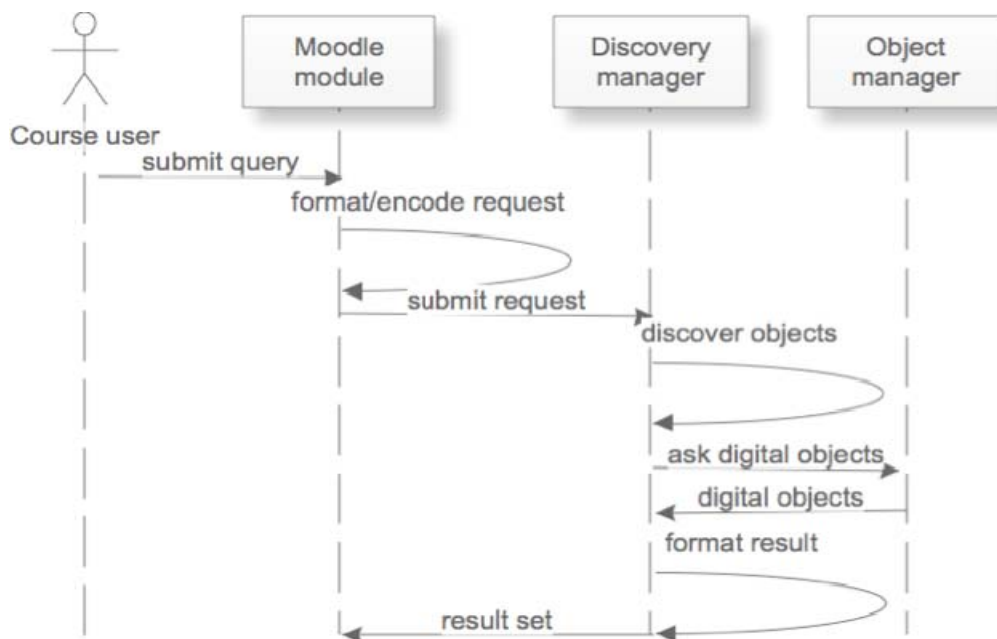 Moodle
module
Discovery
manager
Object
manager
Course user
submit query
format/encode request
submit request
discover objects
ask digital objects
digital objects
format result
result set